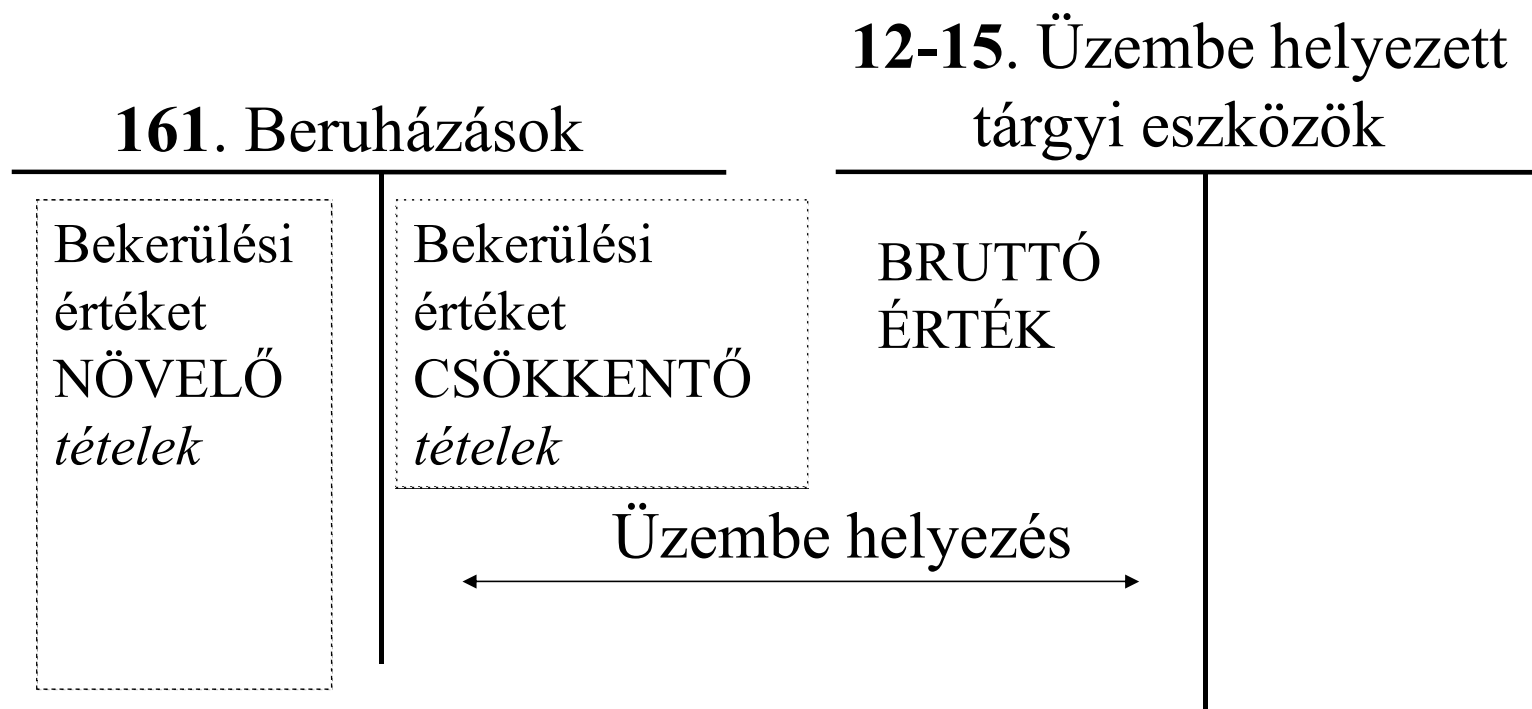 161. Beruházások
12-15. Üzembe helyezett
tárgyi eszközök
Bekerülési
értéket
NÖVELŐ
tételek
Bekerülési
értéket
CSÖKKENTŐ
tételek
BRUTTÓ
ÉRTÉK
Üzembe helyezés